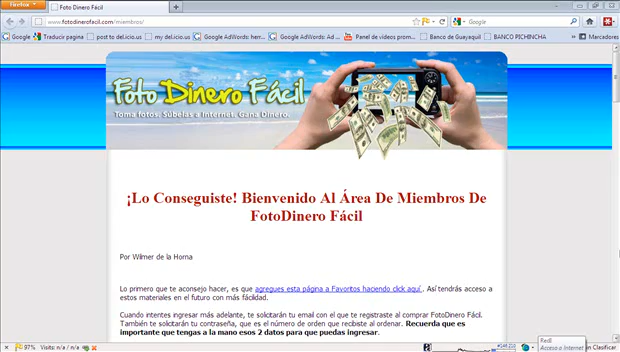 Firefox
Foto Dinero Fácil
www.fotodinerofacil.com/miembros/
Google
Google Traducir pagina post to del.icio.us my del.icio.us Google AdWords: herr... Google AdWords: Ad ... Panel de vídeos prom... Banco de Guayaquil BANCO PICHINCHA Marcadores
Foto Dinero Fácil
Toma fotos. Súbelas a Internet. Gana Dinero.
¡Lo Conseguiste! Bienvenido Al Área De Miembros De
FotoDinero Fácil
Por Wilmer de la Horna
Lo primero que te aconsejo hacer, es que agregues esta página a Favoritos haciendo click aquí . Así tendrás acceso a
estos materiales en el futuro con más fácilidad.
Cuando intentes ingresar más adelante, te solicitarán tu email con el que te registraste al comprar FotoDinero Fácil.
También te solicitarán tu contraseña, que es el número de orden que recibiste al ordenar. Recuerda que es
importante que tengas a la mano esos 2 datos para que puedas ingresar.
97% Visits: n/a / n/a
Acceso a Internet
Sin Clasificar